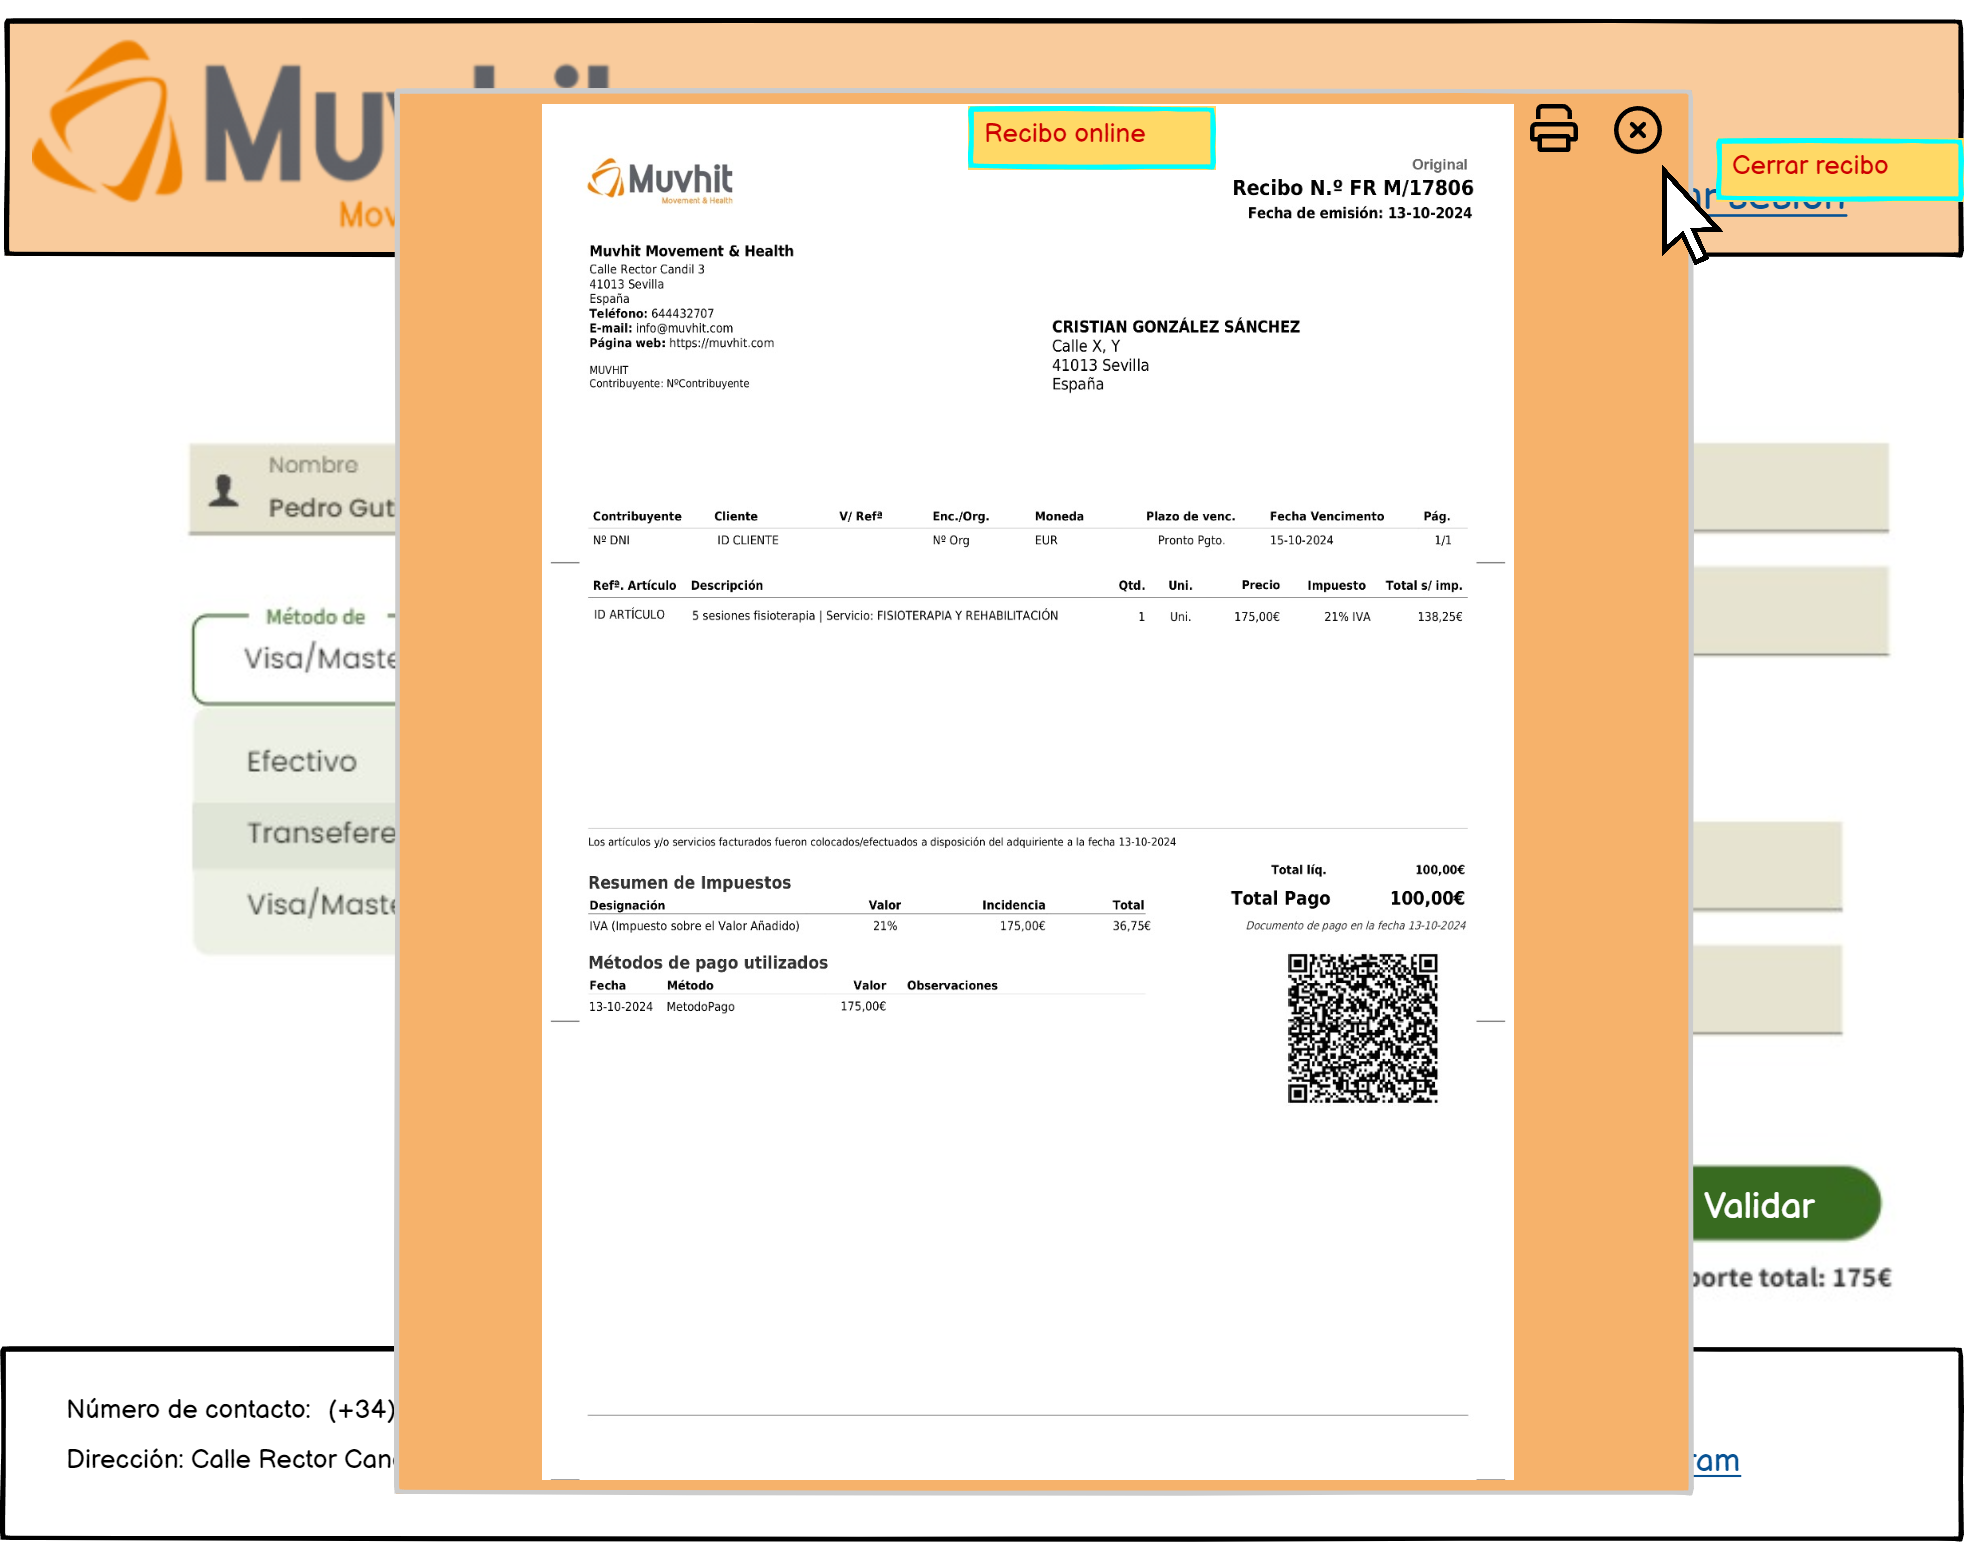 Recibo online
Cerrar recibo
Muvhit
Movement & Health
Original
Recibo N.º FR M/17806
Fecha de emisión: 13-10-2024
Muvhit Movement & Health
Calle Rector Candil 3
41013 Sevilla
España
Teléfono: 644432707
E-mail: info@muvhit.com
Página web: https://muvhit.com
MUVHIT
Contribuyente: NºContribuyente
CRISTIAN GONZÁLEZ SÁNCHEZ
Calle X, Y
41013 Sevilla
España
Nombre
Pedro Gut
Método de
Visa/Maste
Efectivo
Transefere
Visa/Maste
Contribuyente Cliente V/ Refª Enc./Org. Moneda Plazo de venc. Fecha Vencimento Pág.
Nº DNI ID CLIENTE Nº Org EUR Pronto Pgto. 15-10-2024 1/1
Refª. Artículo Descripción Qtd. Uni. Precio Impuesto Total s/ imp.
ID ARTÍCULO 5 sesiones fisioterapia | Servicio: FISIOTERAPIA Y REHABILITACIÓN 1 Uni. 175,00€ 21% IVA 138,25€
Los artículos y/o servicios facturados fueron colocados/efectuados a disposición del adquiriente a la fecha 13-10-2024
Total líq. 100,00€
Total Pago 100,00€
Documento de pago en la fecha 13-10-2024
Resumen de Impuestos
Designación Valor Incidencia Total
IVA (Impuesto sobre el Valor Añadido) 21% 175,00€ 36,75€
Métodos de pago utilizados
Fecha Método Valor Observaciones
13-10-2024 MetodoPago 175,00€
Validar
porte total: 175€
Número de contacto: (+34)
Dirección: Calle Rector Can
ram